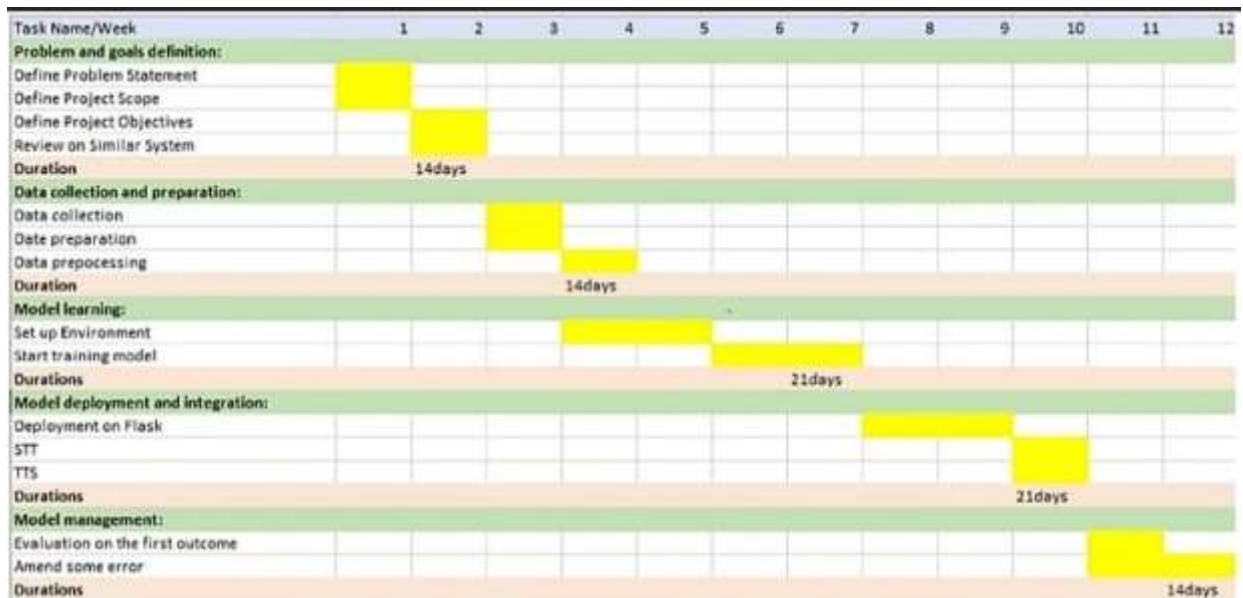 Task Name/Week 1 2 3 4 5 6 7 8 9 10 11 12
Problem and goals definition:
Define Problem Statement
Define Project Scope
Define Project Objectives
Review on Similar System
Duration 14days
Data collection and preparation:
Data collection
Date preparation
Data prepocessing
Duration 14days
Model learning:
Set up Environment
Start training model
Durations 21days
Model deployment and integration:
Deployment on Flask
STT
TTS
Durations 21days
Model management:
Evaluation on the first outcome
Amend some error
Durations 14days